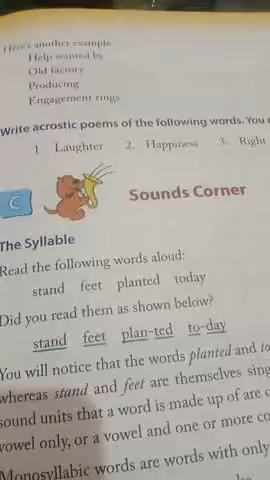 Here's another example
Help wanted by
Old factory
Producing
Engagement rings
Write acrostic poems of the following words. You
1 Laughter 2. Happiness 3. Right
C
Sounds Corner
The Syllable
Read the following words aloud:
stand feet planted today
Did you read them as shown below?
stand feet plan-ted to-day
You will notice that the words planted and
whereas stand and feet are themselves
sound units that a word is made up of are
vowel only, or a vowel and one or more
Monosyllabic words are words with only